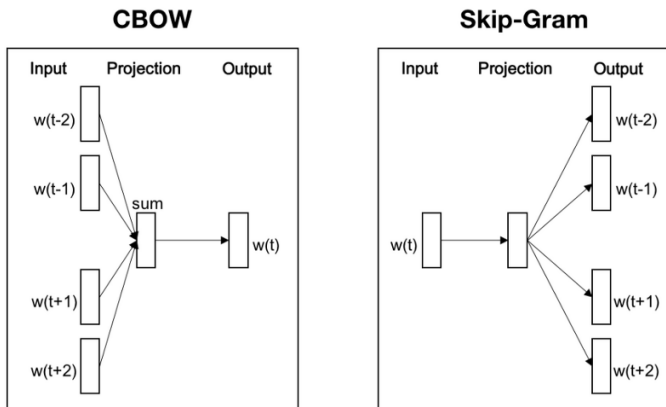 CBOW
Input Projection Output
w(t-2)
w(t-1)
sum
w(t)
w(t+1)
w(t+2)
Skip-Gram
Input Projection Output
w(t-2)
w(t-1)
w(t)
w(t+1)
w(t+2)